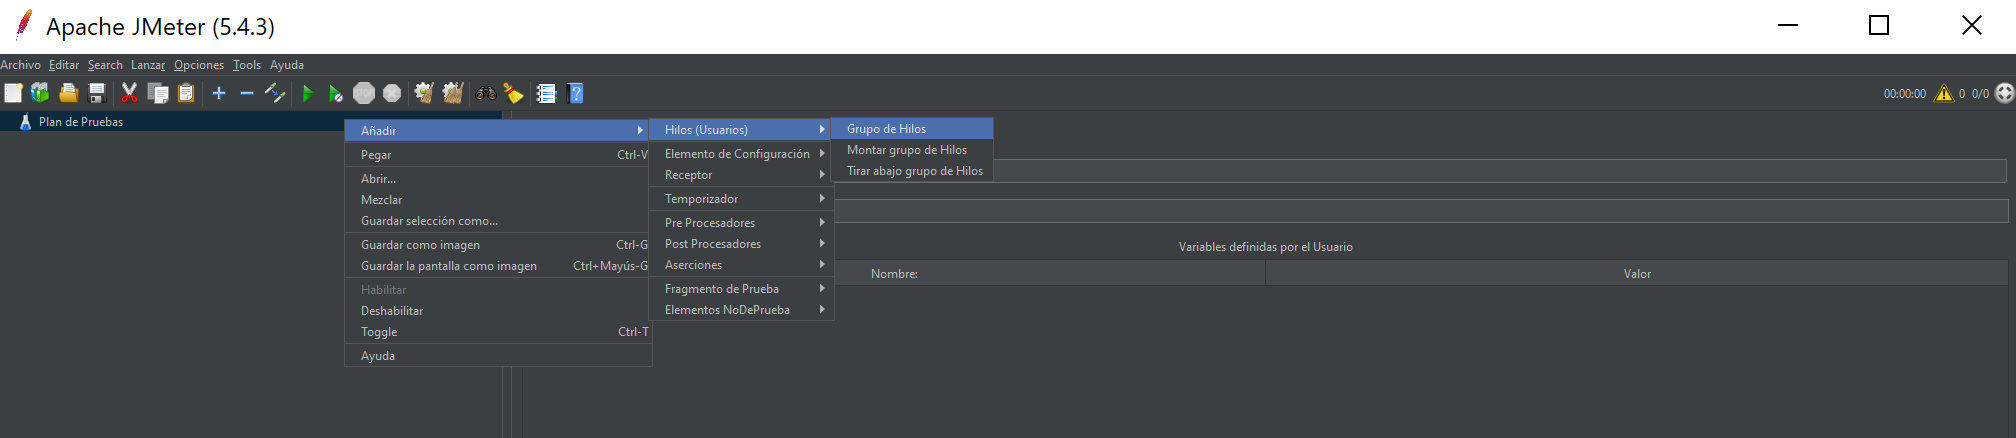 Apache JMeter (5.4.3)
Archivo Editar Search Lanzar Opciones Tools Ayuda
00:00:00 0 0/0
Plan de Pruebas
Añadir
Pegar Ctrl-V
Abrir...
Mezclar
Guardar selección como...
Guardar como imagen Ctrl-G
Guardar la pantalla como imagen Ctrl+Mayús-G
Habilitar
Deshabilitar
Toggle Ctrl-T
Ayuda
Hilos (Usuarios)
Elemento de Configuración
Receptor
Temporizador
Pre Procesadores
Post Procesadores
Aserciones
Fragmento de Prueba
Elementos NoDePrueba
Grupo de Hilos
Montar grupo de Hilos
Tirar abajo grupo de Hilos
Variables definidas por el Usuario
Nombre: Valor